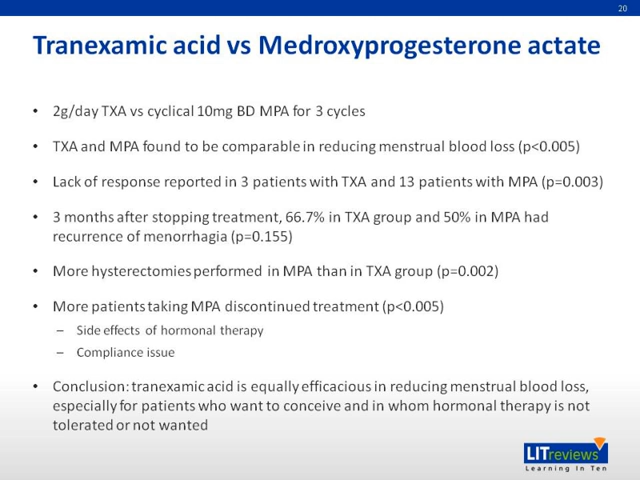 20
Tranexamic acid vs Medroxyprogesterone actate
• 2g/day TXA vs cyclical 10mg BD MPA for 3 cycles
• TXA and MPA found to be comparable in reducing menstrual blood loss (p<0.005)
• Lack of response reported in 3 patients with TXA and 13 patients with MPA (p=0.003)
• 3 months after stopping treatment, 66.7% in TXA group and 50% in MPA had
recurrence of menorrhagia (p=0.155)
• More hysterectomies performed in MPA than in TXA group (p=0.002)
• More patients taking MPA discontinued treatment (p<0.005)
– Side effects of hormonal therapy
– Compliance issue
• Conclusion: tranexamic acid is equally efficacious in reducing menstrual blood loss,
especially for patients who want to conceive and in whom hormonal therapy is not
tolerated or not wanted
LITreviews
Learning In Ten